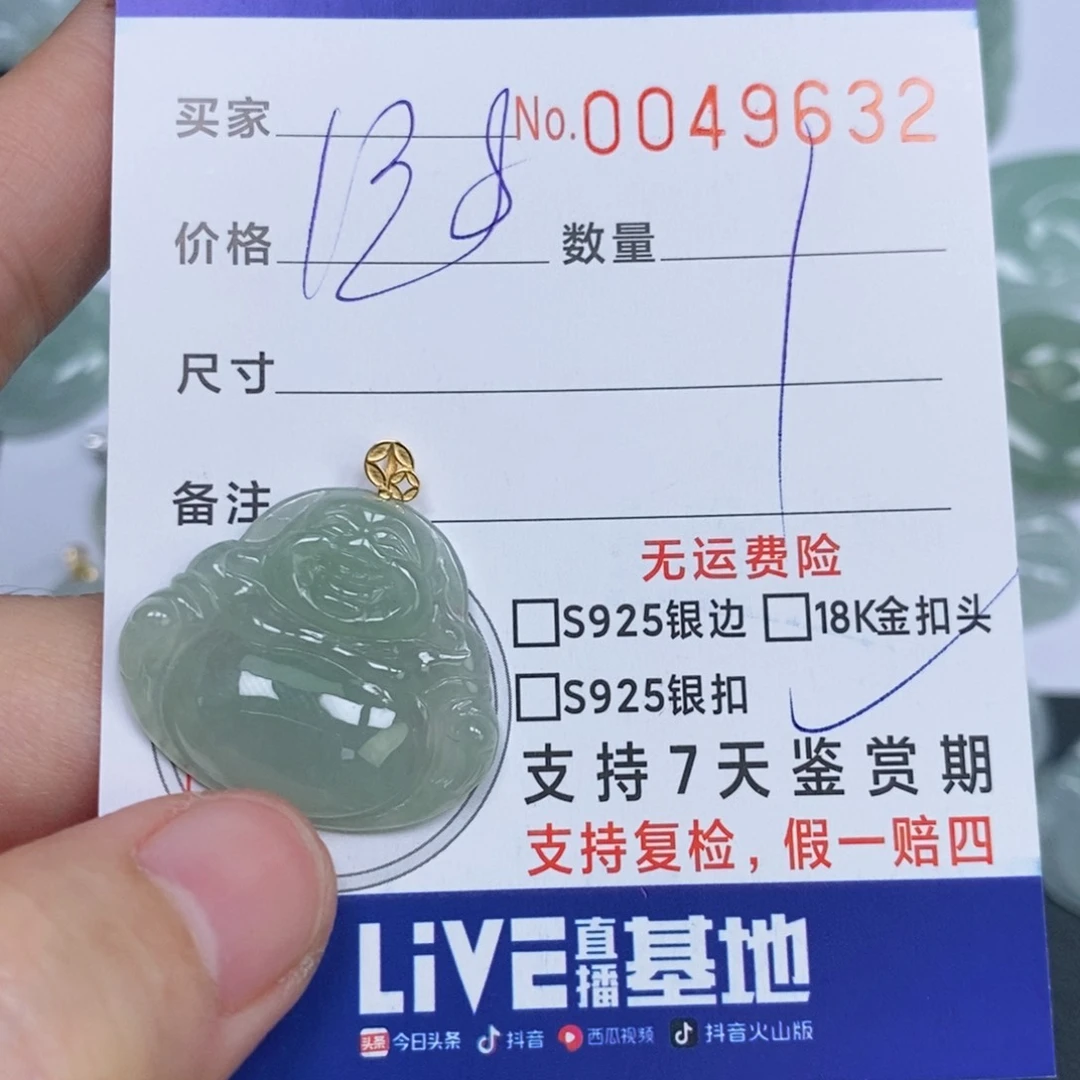 买家 No.0049632
价格 数量
尺寸
备注
无运费险
□S925银边 □18K金扣头
□S925银扣
支持7天鉴赏期
支持复检，假一赔四
LiVE直播基地
头条 今日头条 抖音 西瓜视频 抖音火山版